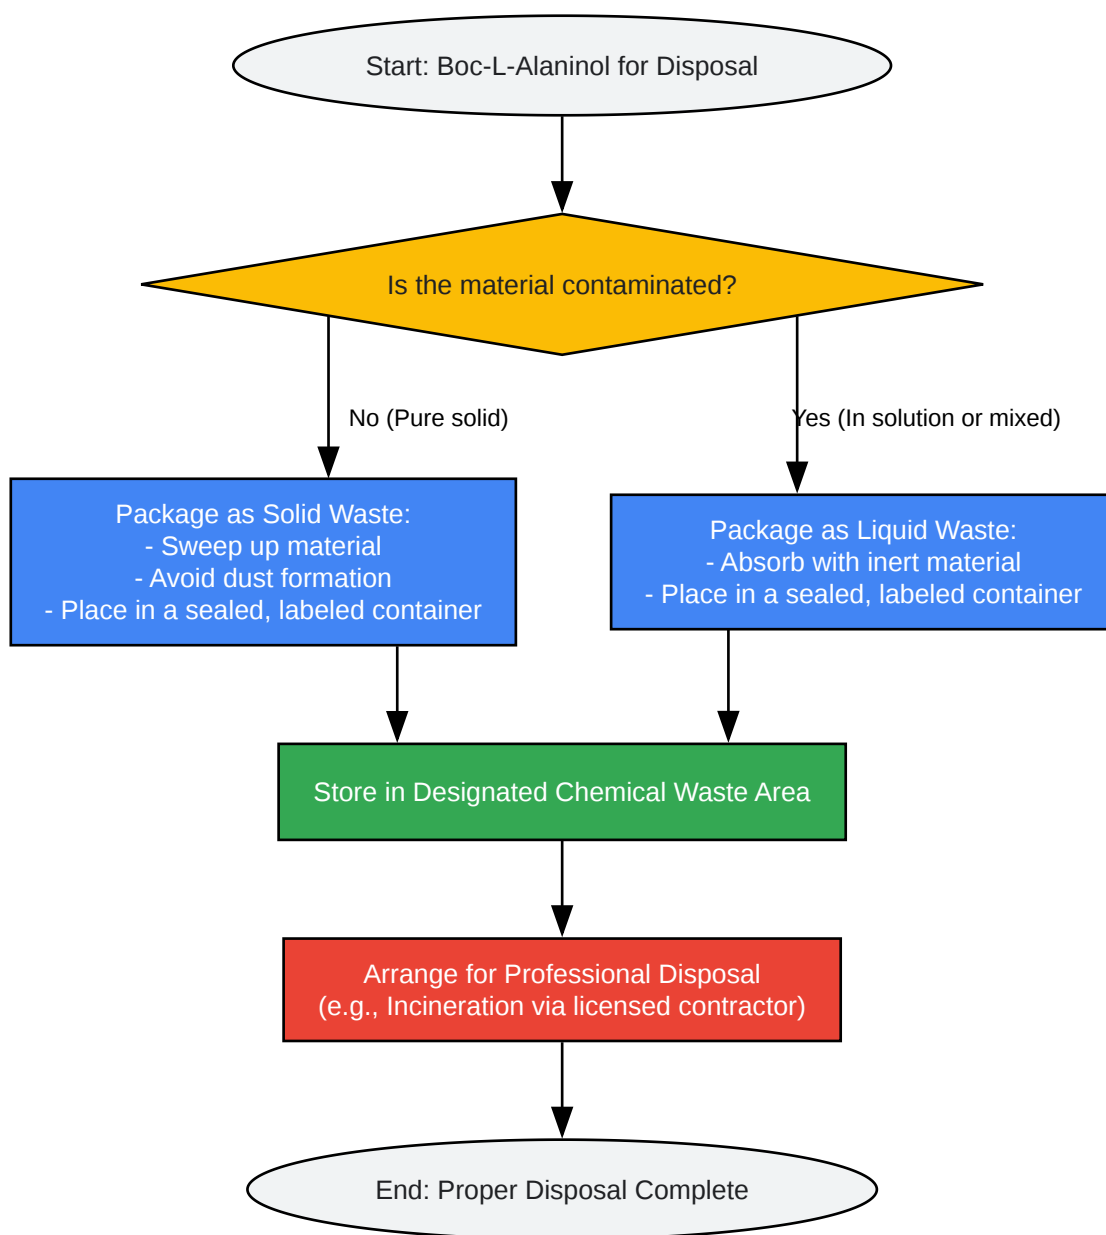 Start: Boc-L-Alaninol for Disposal
Is the material contaminated?
No (Pure solid)
Yes (In solution or mixed)
Package as Solid Waste:
- Sweep up material
- Avoid dust formation
- Place in a sealed, labeled container
Package as Liquid Waste:
- Absorb with inert material
- Place in a sealed, labeled container
Store in Designated Chemical Waste Area
Arrange for Professional Disposal
(e.g., Incineration via licensed contractor)
End: Proper Disposal Complete